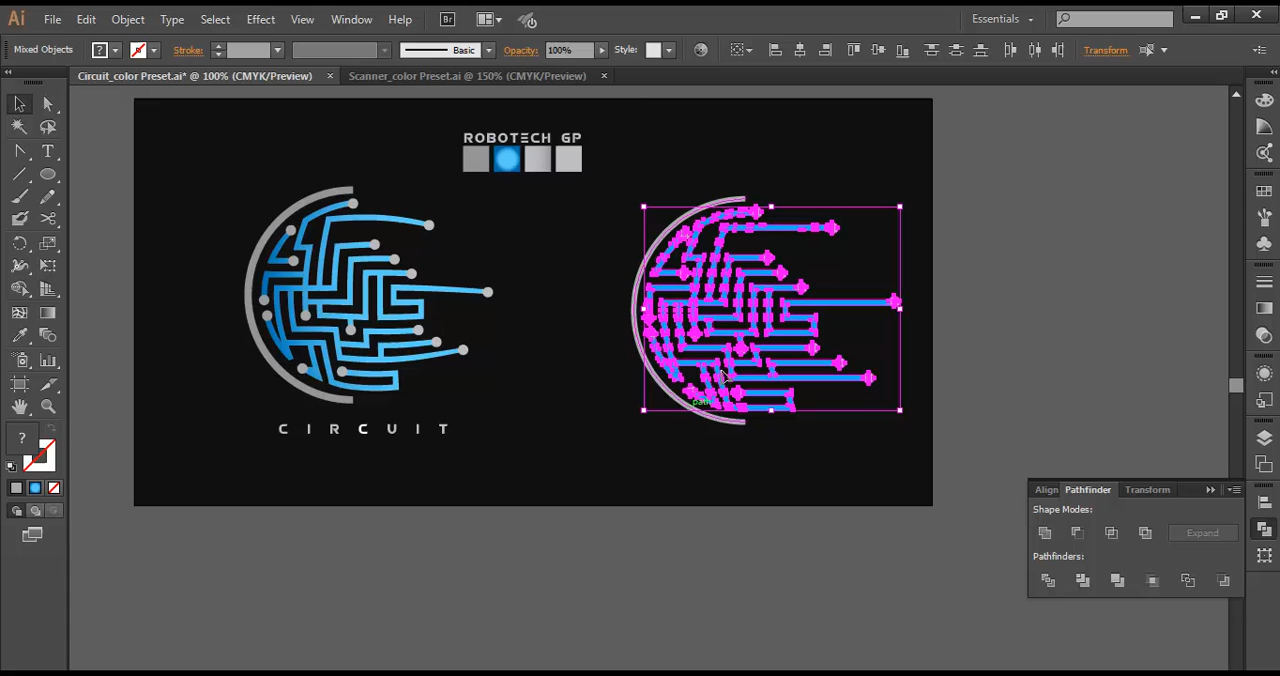 Ai File Edit Object Type Select Effect View Window Help Br Essentials
Mixed Objects ? Stroke: Basic Opacity: 100% Style: Transform
Circuit_color Preset.ai* @ 100% (CMYK/Preview) × Scanner_color Preset.ai @ 150% (CMYK/Preview) ×
ROBOTECH GP
path
CIRCUIT
?
Align Pathfinder Transform
Shape Modes:
Expand
Pathfinders: